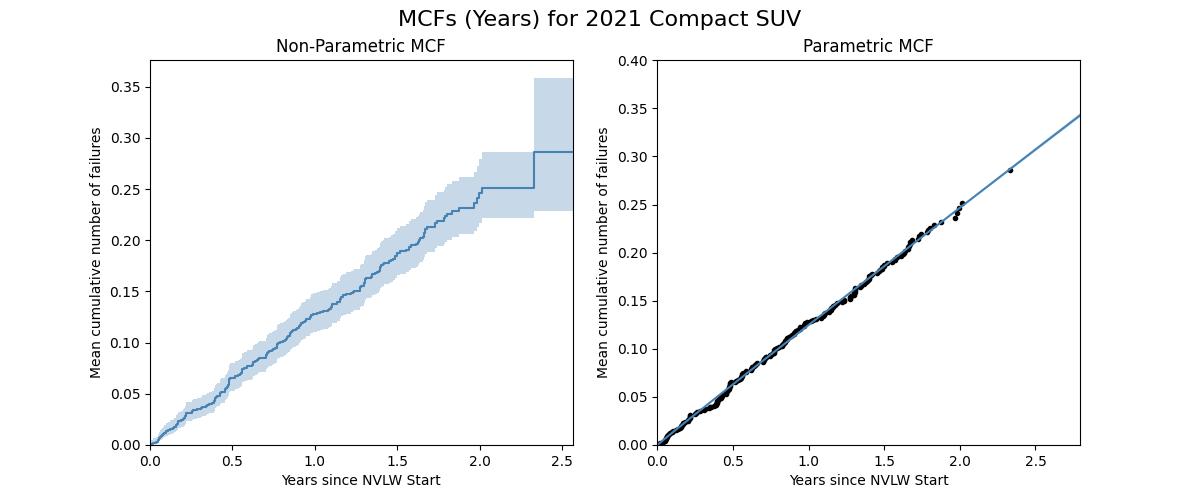 MCFs (Years) for 2021 Compact SUV
Non-Parametric MCF
Mean cumulative number of failures
0.35
0.30
0.25
0.20
0.15
0.10
0.05
0.00
0.0 0.5 1.0 1.5 2.0 2.5
Years since NVLW Start
Parametric MCF
Mean cumulative number of failures
0.40
0.35
0.30
0.25
0.20
0.15
0.10
0.05
0.00
0.0 0.5 1.0 1.5 2.0 2.5
Years since NVLW Start